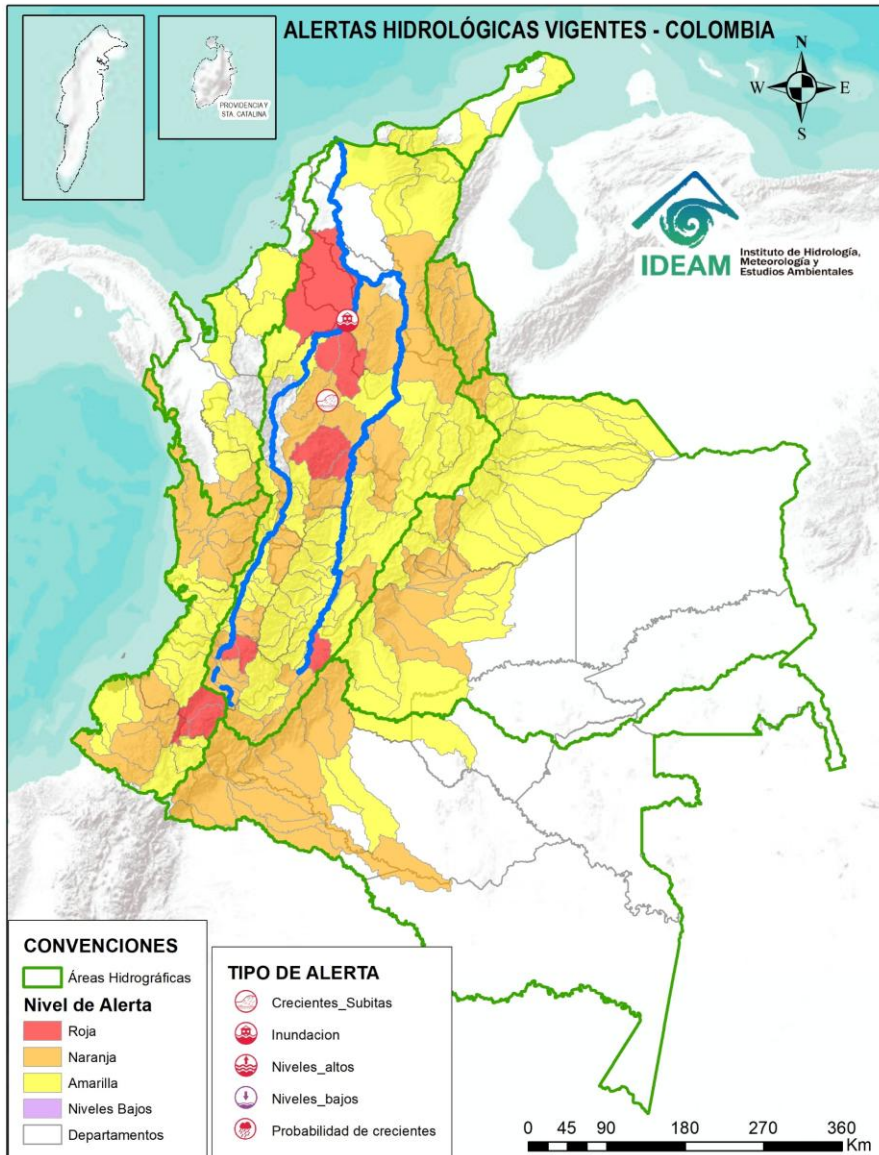 ALERTAS HIDROLÓGICAS VIGENTES - COLOMBIA
PROVIDENCIA Y
STA. CATALINA
N
W
E
S
IDEAM
Instituto de Hidrología,
Meteorología y
Estudios Ambientales
CONVENCIONES
Áreas Hidrográficas
Nivel de Alerta
Roja
Naranja
Amarilla
Niveles Bajos
Departamentos
TIPO DE ALERTA
Crecientes_Subitas
Inundacion
Niveles_altos
Niveles_bajos
Probabilidad de crecientes
0 45 90 180 270 360
Km